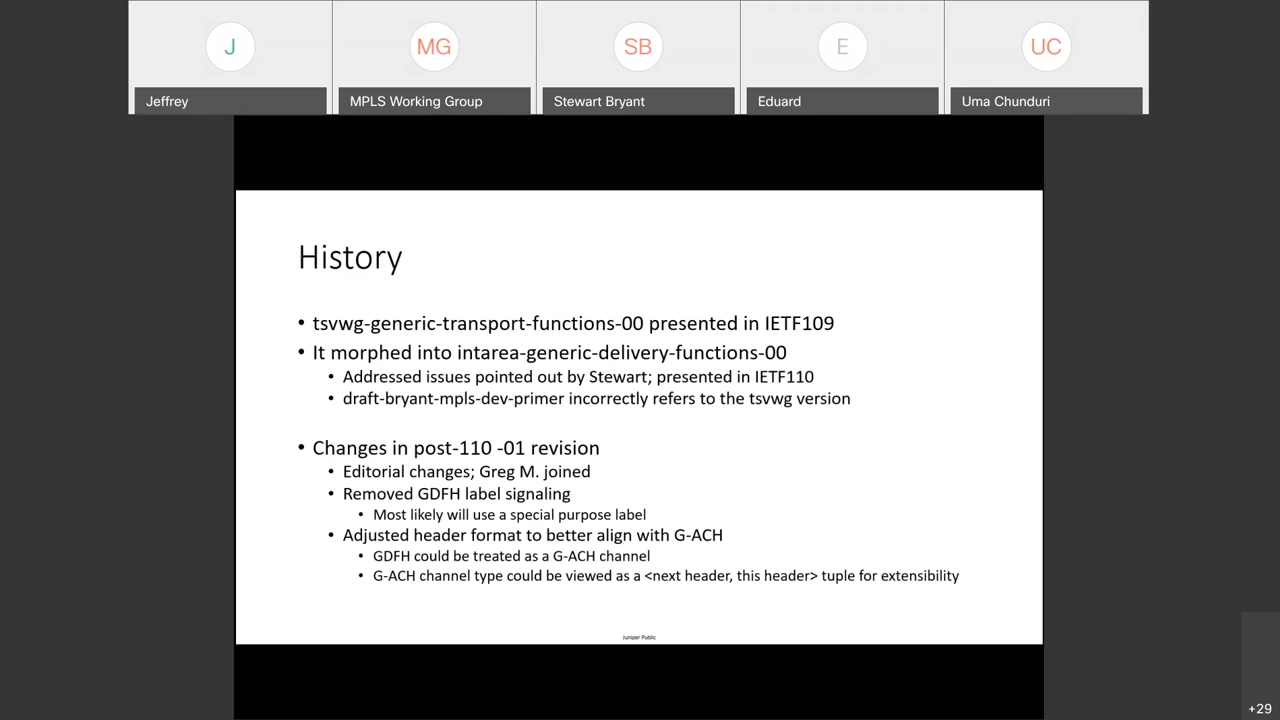 J
MG
SB
E
UC
Jeffrey
MPLS Working Group
Stewart Bryant
Eduard
Uma Chunduri
History
• tsvwg-generic-transport-functions-00 presented in IETF109
• It morphed into intarea-generic-delivery-functions-00
• Addressed issues pointed out by Stewart; presented in IETF110
• draft-bryant-mpls-dev-primer incorrectly refers to the tsvwg version
• Changes in post-110 -01 revision
• Editorial changes; Greg M. joined
• Removed GDFH label signaling
• Most likely will use a special purpose label
• Adjusted header format to better align with G-ACH
• GDFH could be treated as a G-ACH channel
• G-ACH channel type could be viewed as a <next header, this header> tuple for extensibility
Juniper Public
+29